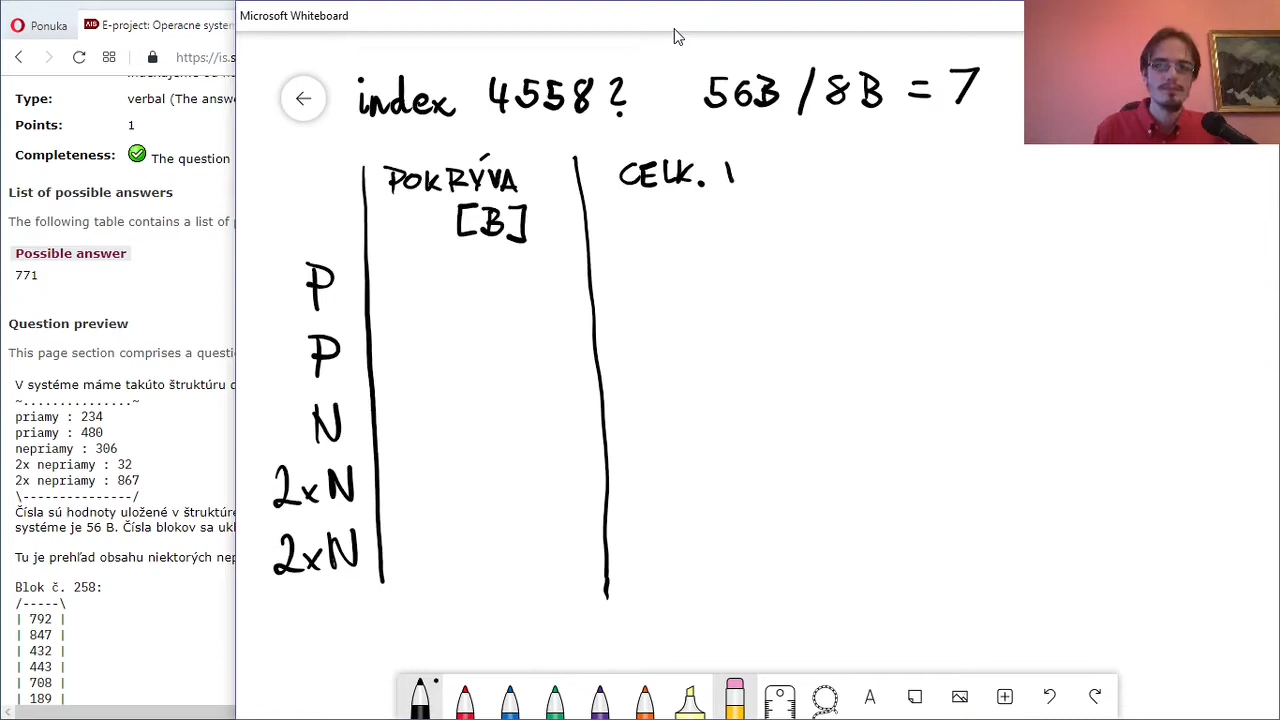 Microsoft Whiteboard
Ponuka
E-project: Operacne system
https://is.s
Type: verbal (The answe
Points: 1
Completeness: The question
List of possible answers
The following table contains a list of p
Possible answer
771
Question preview
This page section comprises a questi
V systéme máme takúto štruktúru c
~...............~
priamy : 234
priamy : 480
nepriamy : 306
2x nepriamy : 32
2x nepriamy : 867
\---------------/
Čísla sú hodnoty uložené v štruktúre
systéme je 56 B. Čísla blokov sa ukl
Tu je prehľad obsahu niektorých nep
Blok č. 258:
/-----\
| 792 |
| 847 |
| 432 |
| 443 |
| 708 |
| 189 |
index 4558? 56B / 8B = 7
POKRÝVA CELK. I
[B]
P
P
N
2xN
2xN